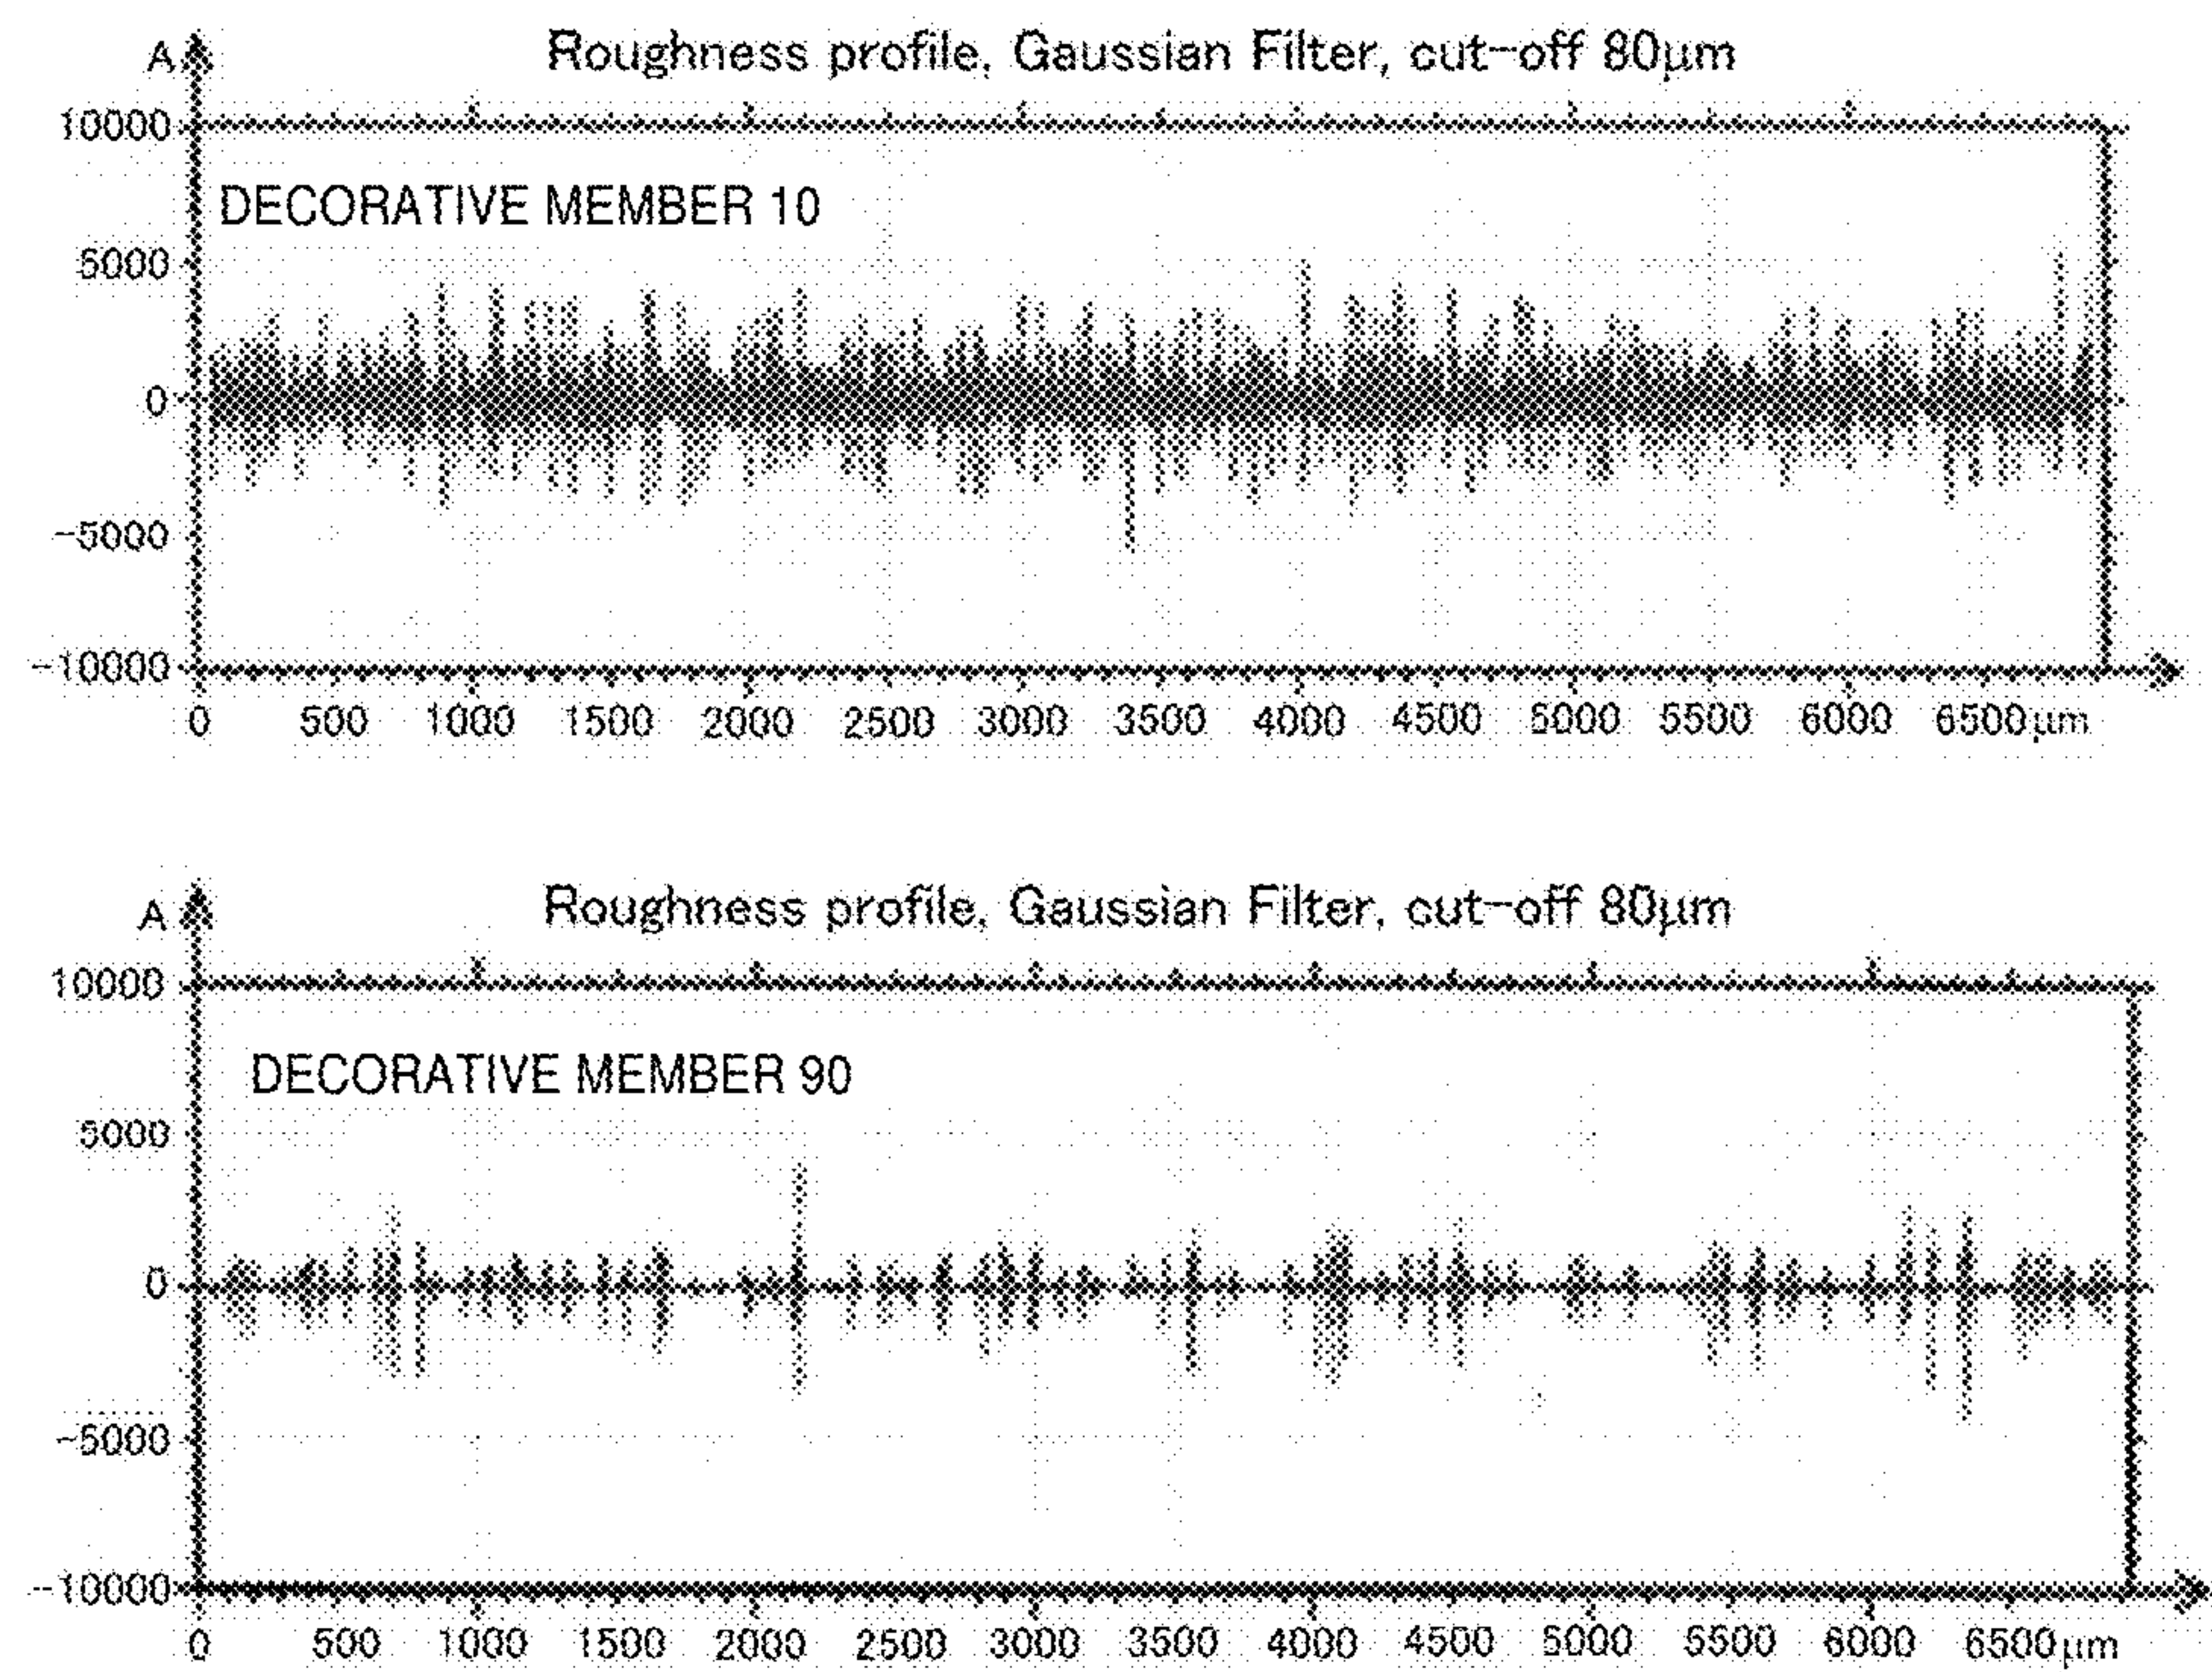 Roughness profile, Gaussian Filter, cut-off 80μm
A
10000
DECORATIVE MEMBER 10
5000
0
-5000
-10000
0 500 1000 1500 2000 2500 3000 3500 4000 4500 5000 5500 6000 6500μm
Roughness profile, Gaussian Filter, cut-off 80μm
A
10000
DECORATIVE MEMBER 90
5000
0
-5000
-10000
0 500 1000 1500 2000 2500 3000 3500 4000 4500 5000 5500 6000 6500μm